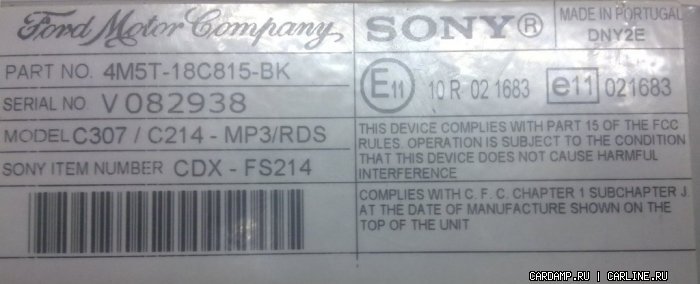 Ford Motor Company
PART NO. 4M5T-18C815-BK
SERIAL NO. V082938
MODEL C307 / C214 - MP3/RDS
SONY ITEM NUMBER CDX - FS214
SONY®
MADE IN PORTUGAL
DNY2E
E11 10 R 02 1683 e11 021683
THIS DEVICE COMPLIES WITH PART 15 OF THE FCC
RULES. OPERATION IS SUBJECT TO THE CONDITION
THAT THIS DEVICE DOES NOT CAUSE HARMFUL
INTERFERENCE
COMPLIES WITH C. F. C. CHAPTER 1 SUBCHAPTER J
AT THE DATE OF MANUFACTURE SHOWN ON THE
TOP OF THE UNIT
CARDAMP.RU | CARLINE.RU